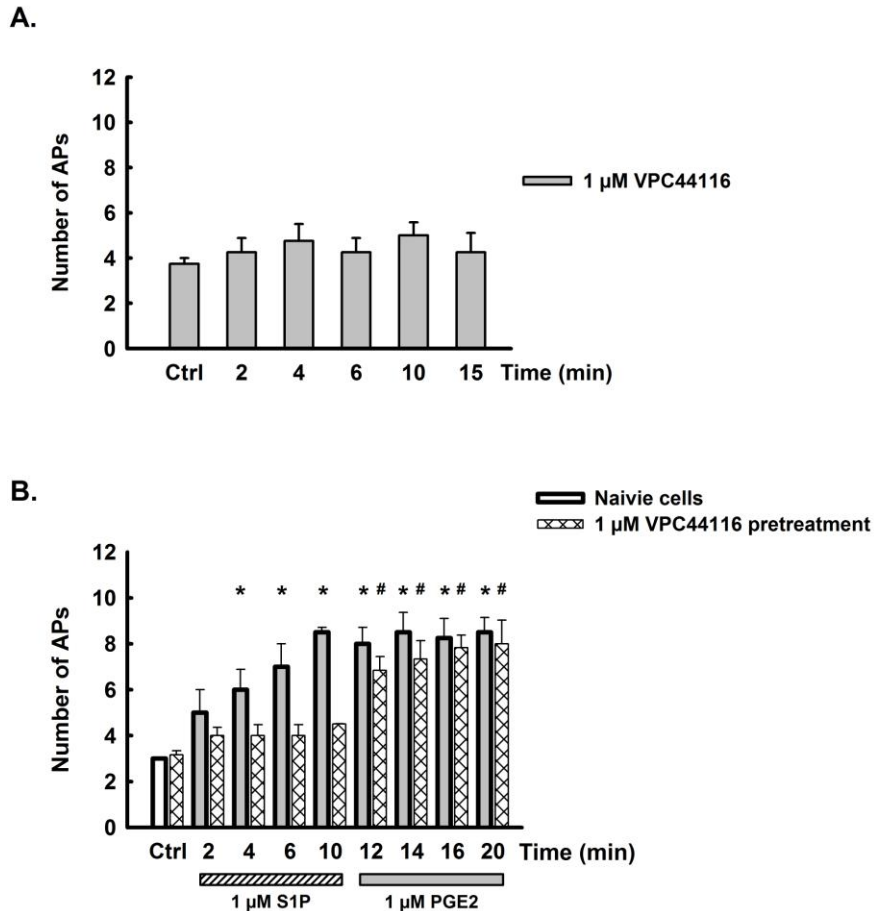 A.
12
10
8
6
4
2
0
Number of APs
1 µM VPC44116
Ctrl 2 4 6 10 15 Time (min)
B.
Naivie cells
1 µM VPC44116 pretreatment
12
10
8
6
4
2
0
Number of APs
* * * * # * # * # * #
Ctrl 2 4 6 10 12 14 16 20 Time (min)
1 µM S1P 1 µM PGE2